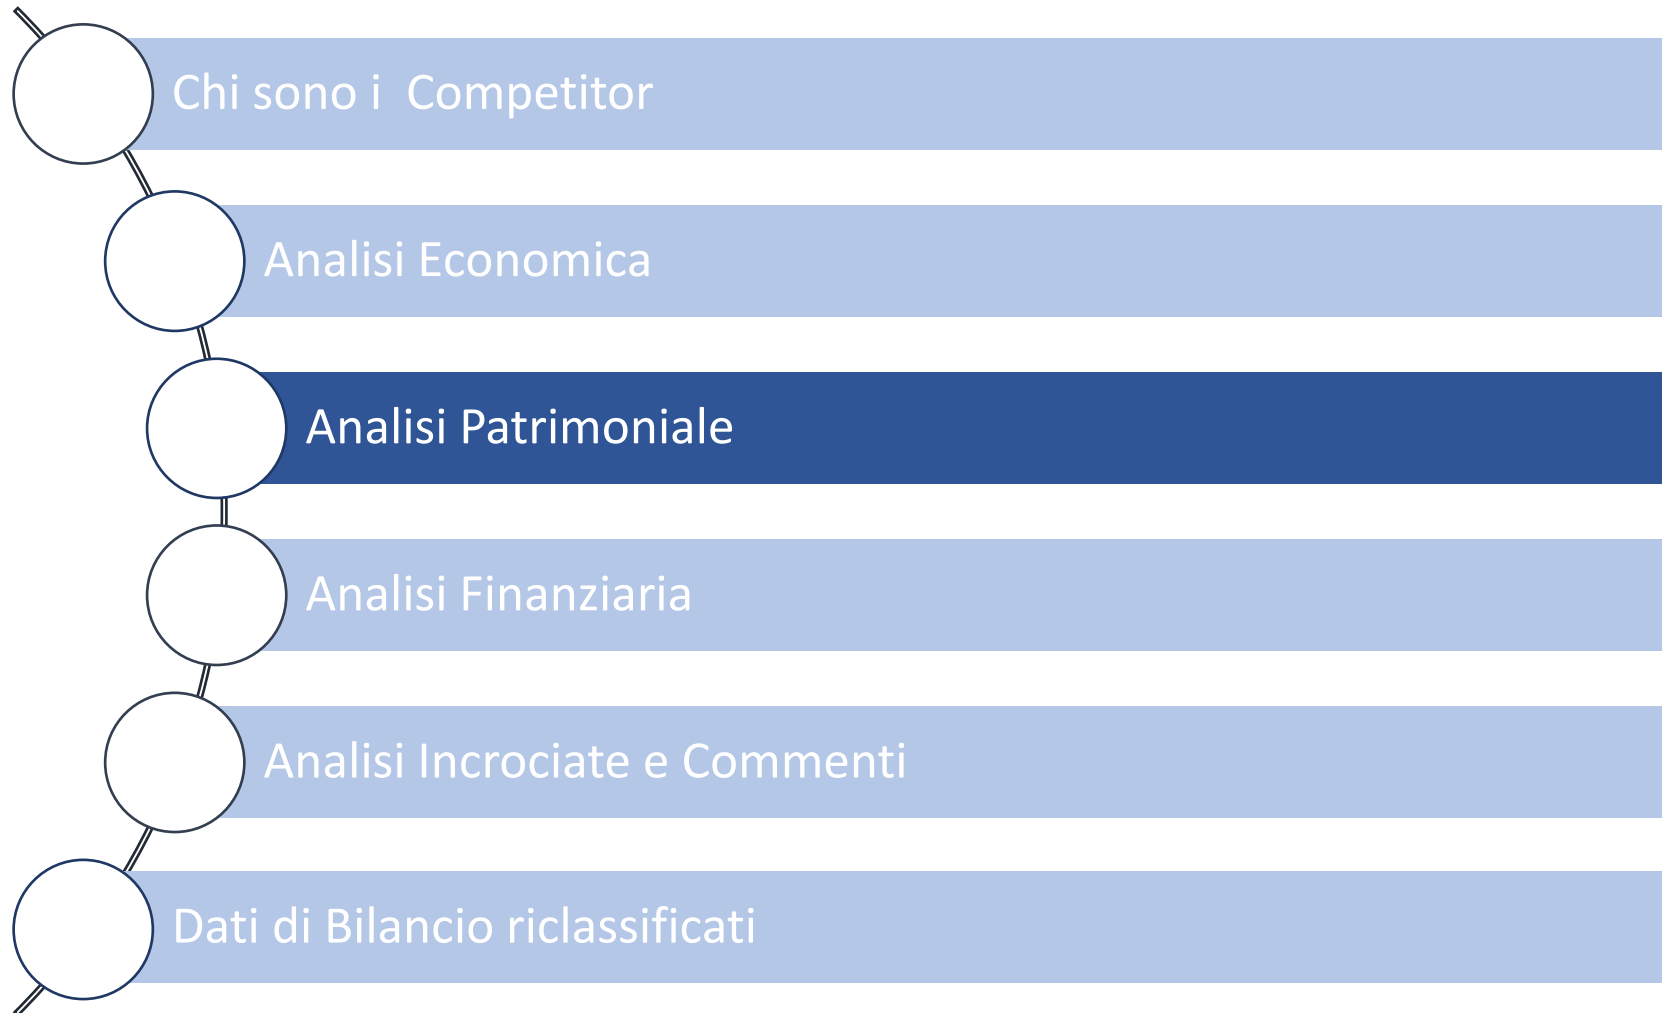 Chi sono i  Competitor
Analisi Economica
Analisi Patrimoniale
Analisi Finanziaria
Analisi Incrociate e Commenti
Dati di Bilancio riclassificati